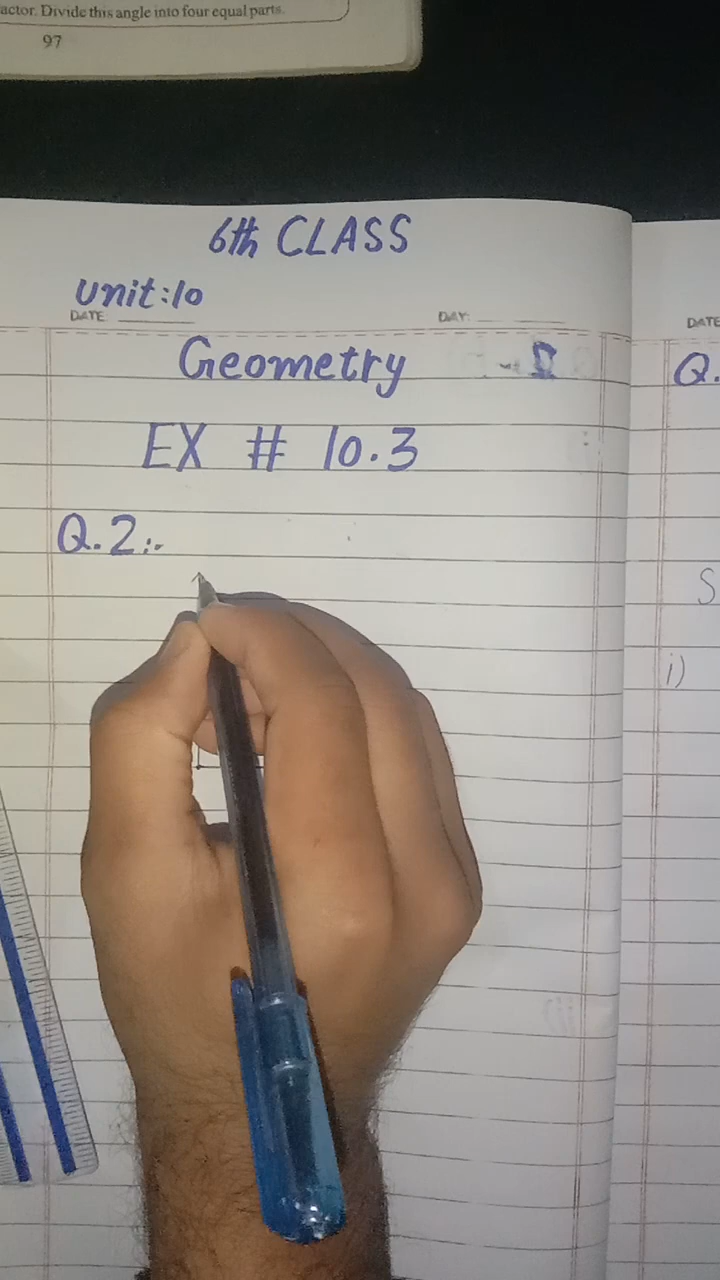 actor. Divide this angle into four equal parts.
97
6th CLASS
Unit:10
DATE
DAY:
Geometry
EX # 10.3
Q.2:-
DATE
Q.
S
i)